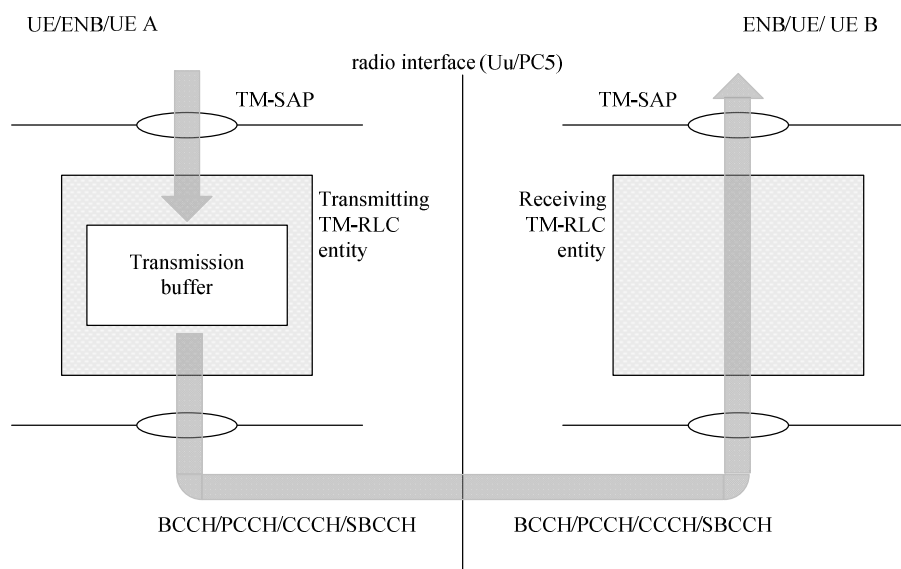 UE/ENB/UE A
ENB/UE/ UE B
radio interface (Uu/PC5)
TM-SAP
TM-SAP
Transmitting
TM-RLC
entity
Receiving
TM-RLC
entity
Transmission
buffer
BCCH/PCCH/CCCH/SBCCH
BCCH/PCCH/CCCH/SBCCH